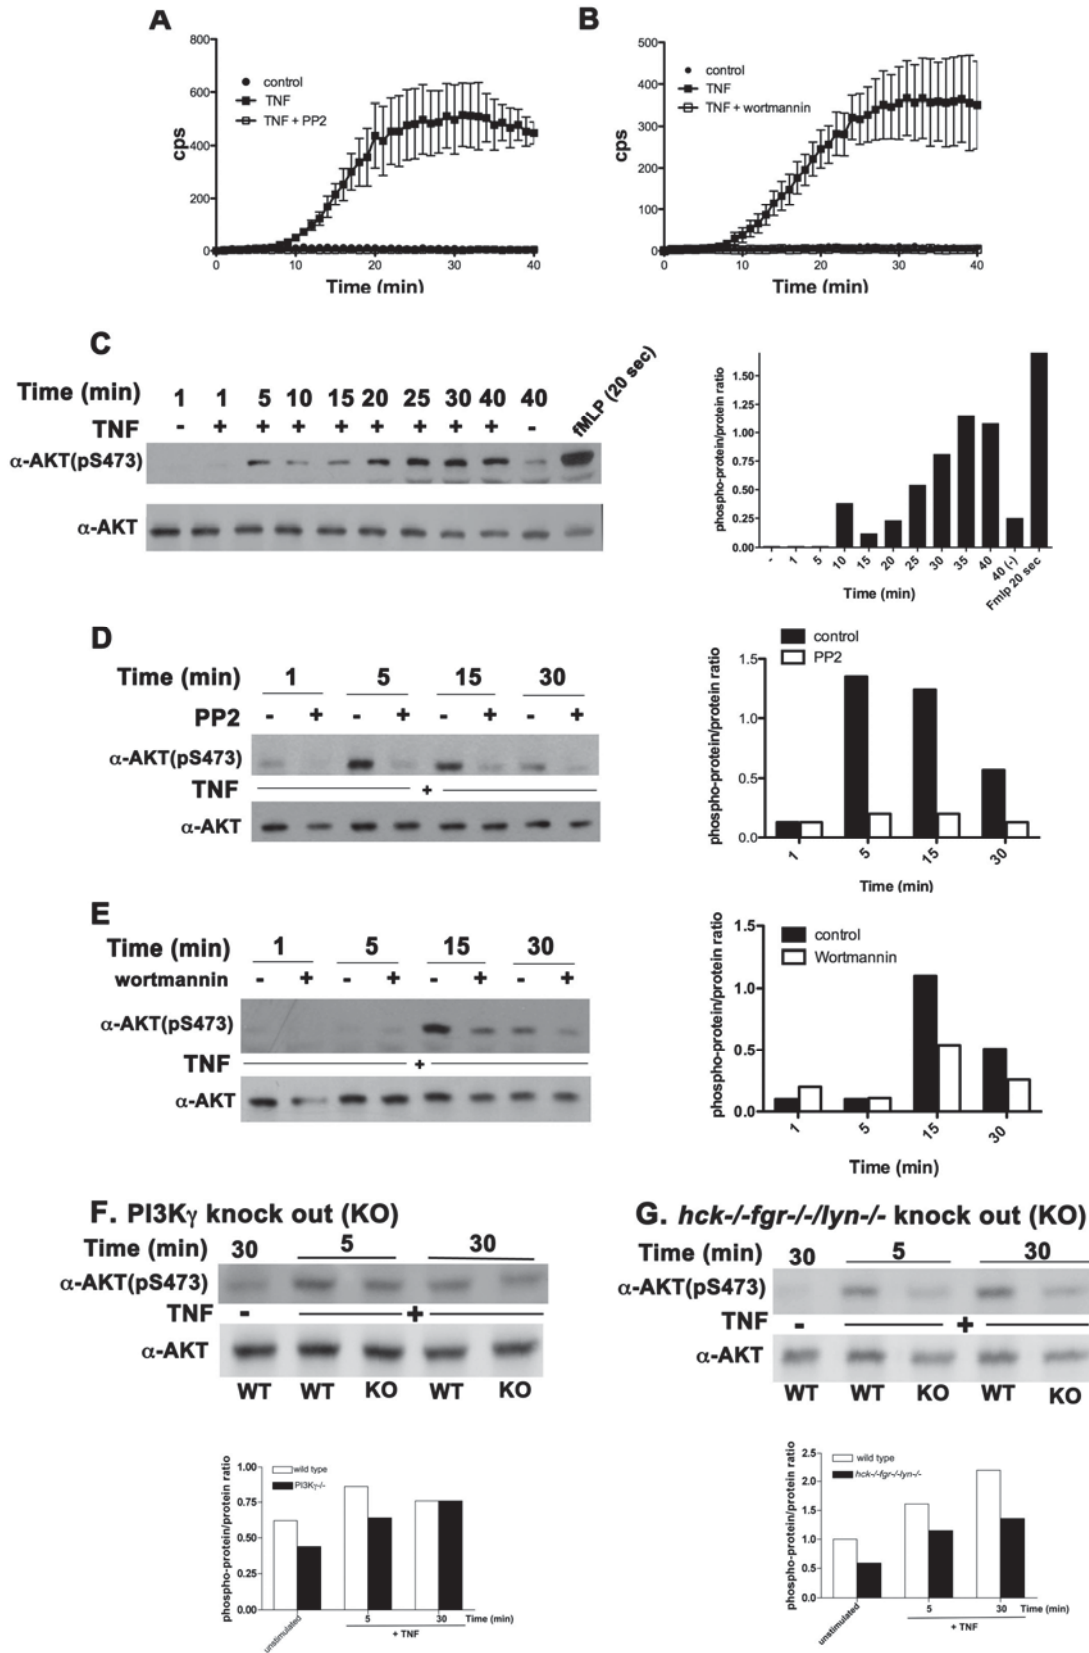 A
800
600
400
200
0
cps
control
TNF
TNF + PP2
0 10 20 30 40
Time (min)
B
500
400
300
200
100
0
cps
control
TNF
TNF + wortmannin
0 10 20 30 40
Time (min)
C
Time (min) 1 1 5 10 15 20 25 30 40 40 fMLP (20 sec)
TNF - + + + + + + + + -
α-AKT(pS473)
α-AKT
phospho-protein/protein ratio
1.50
1.25
1.00
0.75
0.50
0.25
0.00
- 1 5 10 15 20 25 30 35 40 40 (-) Fmlp 20 sec
Time (min)
D
Time (min) 1 5 15 30
PP2 - + - + - + - +
α-AKT(pS473)
TNF +
α-AKT
control
PP2
phospho-protein/protein ratio
1.5
1.0
0.5
0.0
1 5 15 30
Time (min)
E
Time (min) 1 5 15 30
wortmannin - + - + - + - +
α-AKT(pS473)
TNF +
α-AKT
control
Wortmannin
phospho-protein/protein ratio
1.5
1.0
0.5
0.0
1 5 15 30
Time (min)
F. PI3Kγ knock out (KO)
Time (min) 30 5 30
α-AKT(pS473)
TNF - +
α-AKT
WT WT KO WT KO
phospho-protein/protein ratio
1.00
0.75
0.50
0.25
0.00
wild type
PI3Kγ-/-
unstimulated 5 30 Time (min)
+ TNF
G. hck-/-fgr-/-/lyn-/- knock out (KO)
Time (min) 30 5 30
α-AKT(pS473)
TNF - +
α-AKT
WT WT KO WT KO
phospho-protein/protein ratio
2.5
2.0
1.5
1.0
0.5
0.0
wild type
hck-/-fgr-/-lyn-/-
unstimulated 5 30 Time (min)
+ TNF